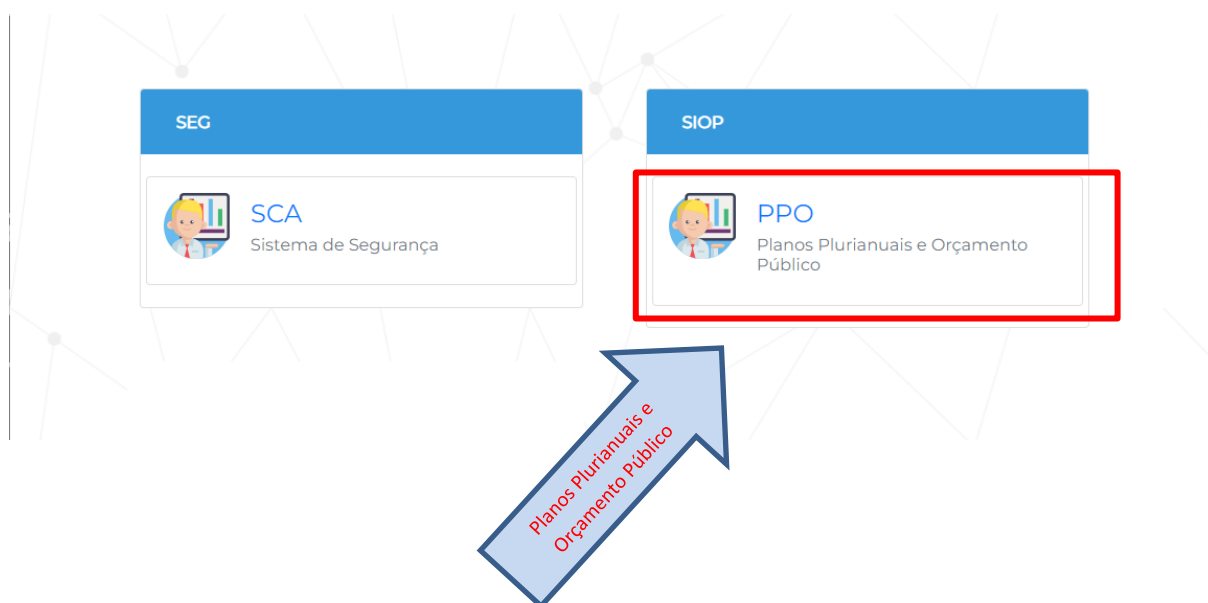 SEG
SCA
Sistema de Segurança
SIOP
PPO
Planos Plurianuais e Orçamento
Público
Planos Plurianuais e
Orçamento Público